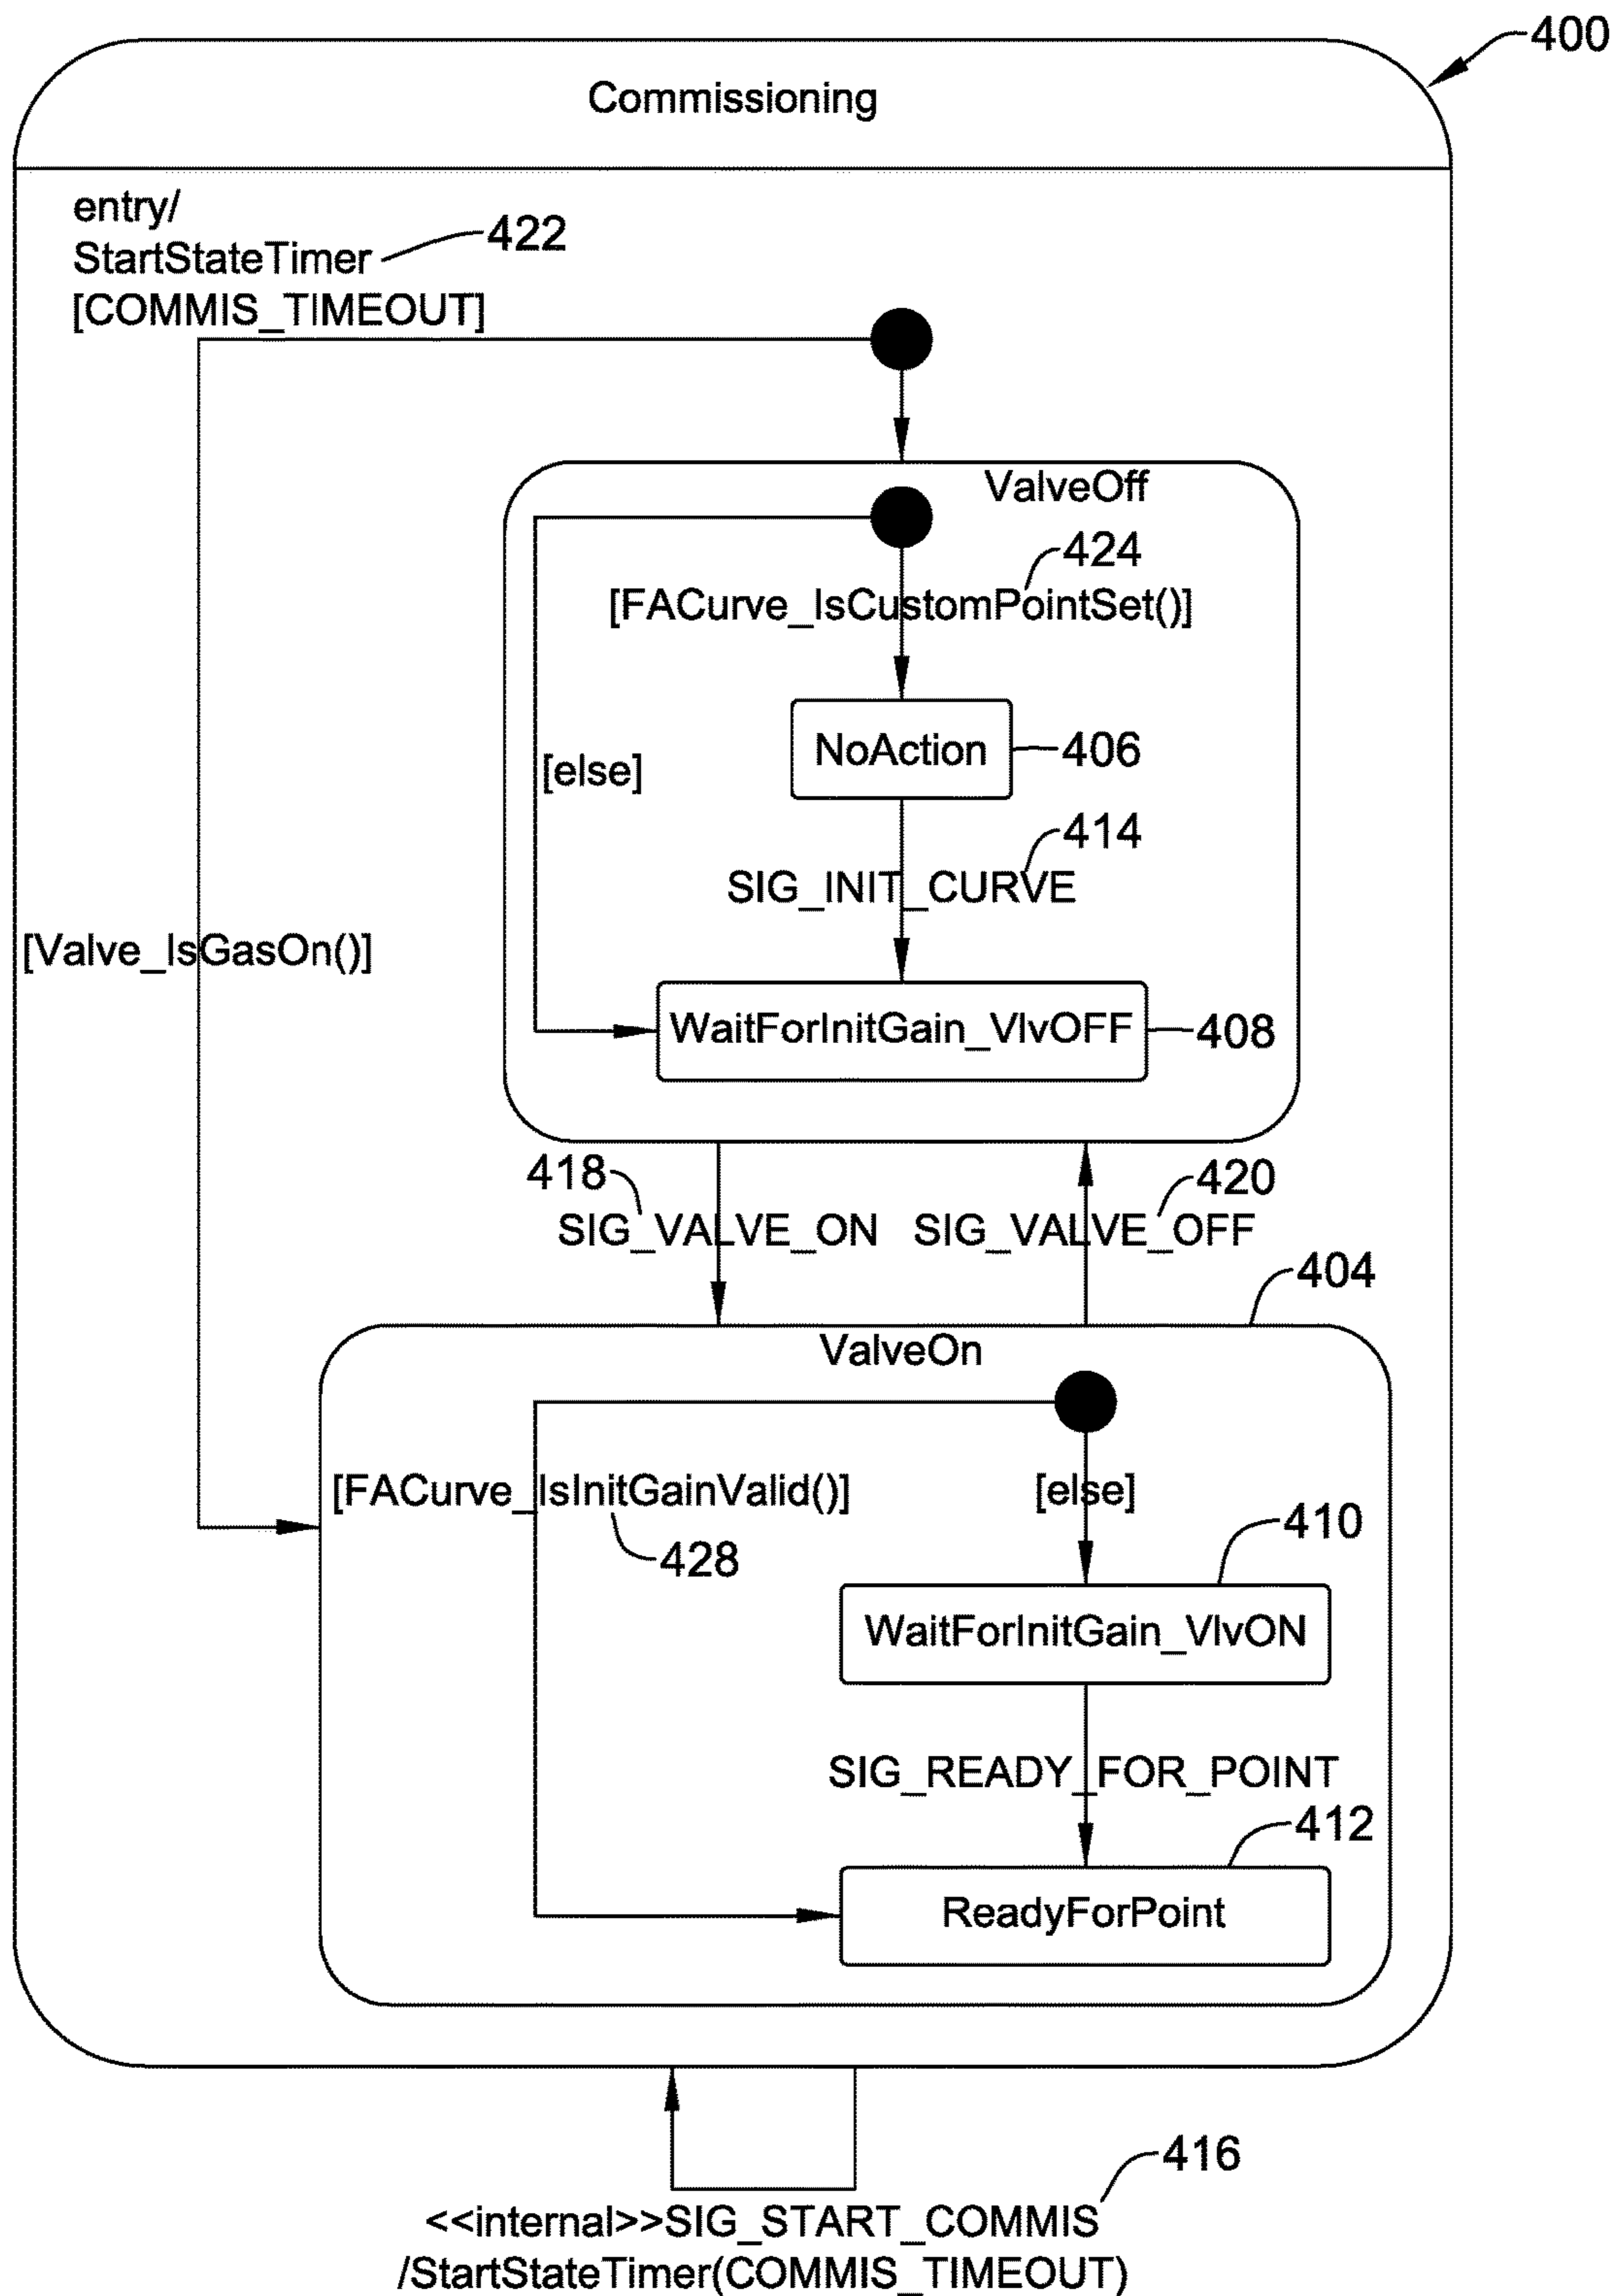 400
Commissioning
entry/
StartStateTimer
422
[COMMIS_TIMEOUT]
ValveOff
424
[FACurve_IsCustomPointSet()]
NoAction
406
[else]
414
SIG_INIT_CURVE
[Valve_IsGasOn()]
WaitForInitGain_VlvOFF
408
418
420
SIG_VALVE_ON
SIG_VALVE_OFF
404
ValveOn
[FACurve_IsInitGainValid()]
[else]
428
410
WaitForInitGain_VlvON
SIG_READY_FOR_POINT
412
ReadyForPoint
416
<<internal>>SIG_START_COMMIS
/StartStateTimer(COMMIS_TIMEOUT)